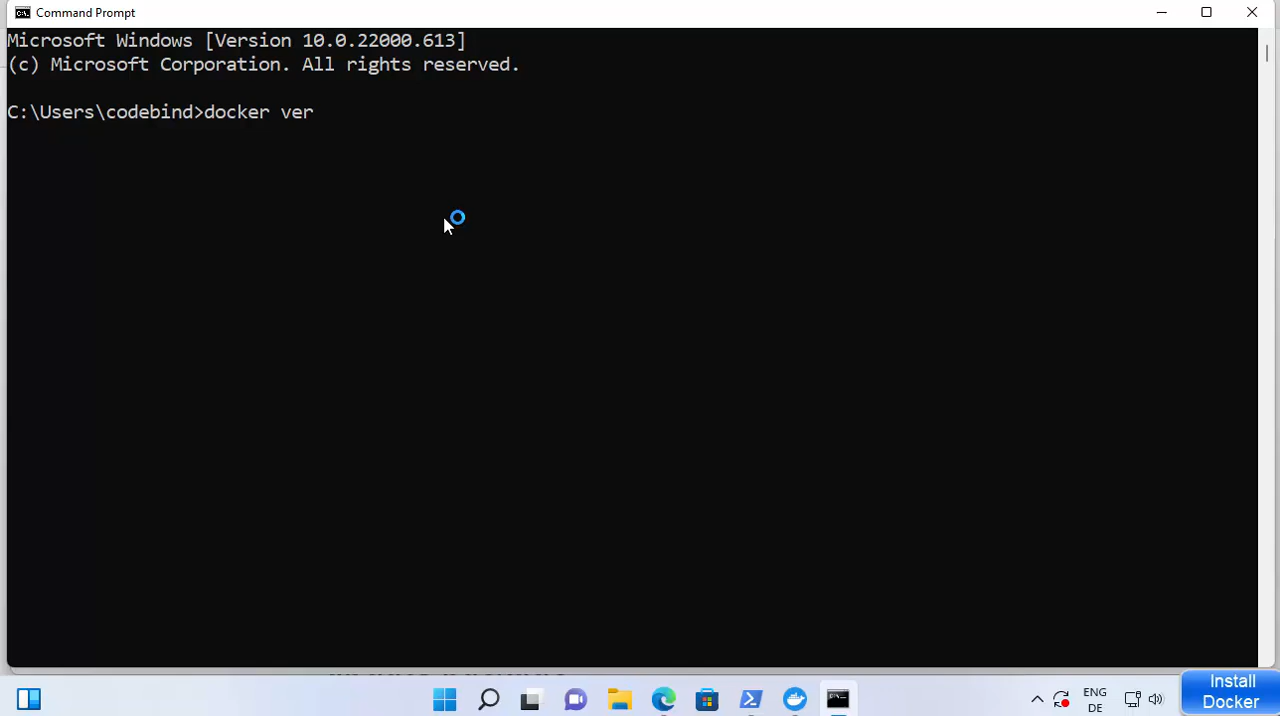 Command Prompt
Microsoft Windows [Version 10.0.22000.613]
(c) Microsoft Corporation. All rights reserved.
C:\Users\codebind>docker ver
ENG
DE
Install
Docker